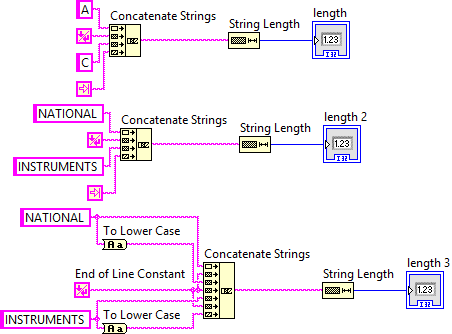 A
Concatenate Strings
String Length
length
1.23
I32
C
NATIONAL
Concatenate Strings
String Length
length 2
1.23
I32
INSTRUMENTS
NATIONAL
To Lower Case
Aa
Concatenate Strings
End of Line Constant
String Length
length 3
1.23
I32
INSTRUMENTS
To Lower Case
Aa